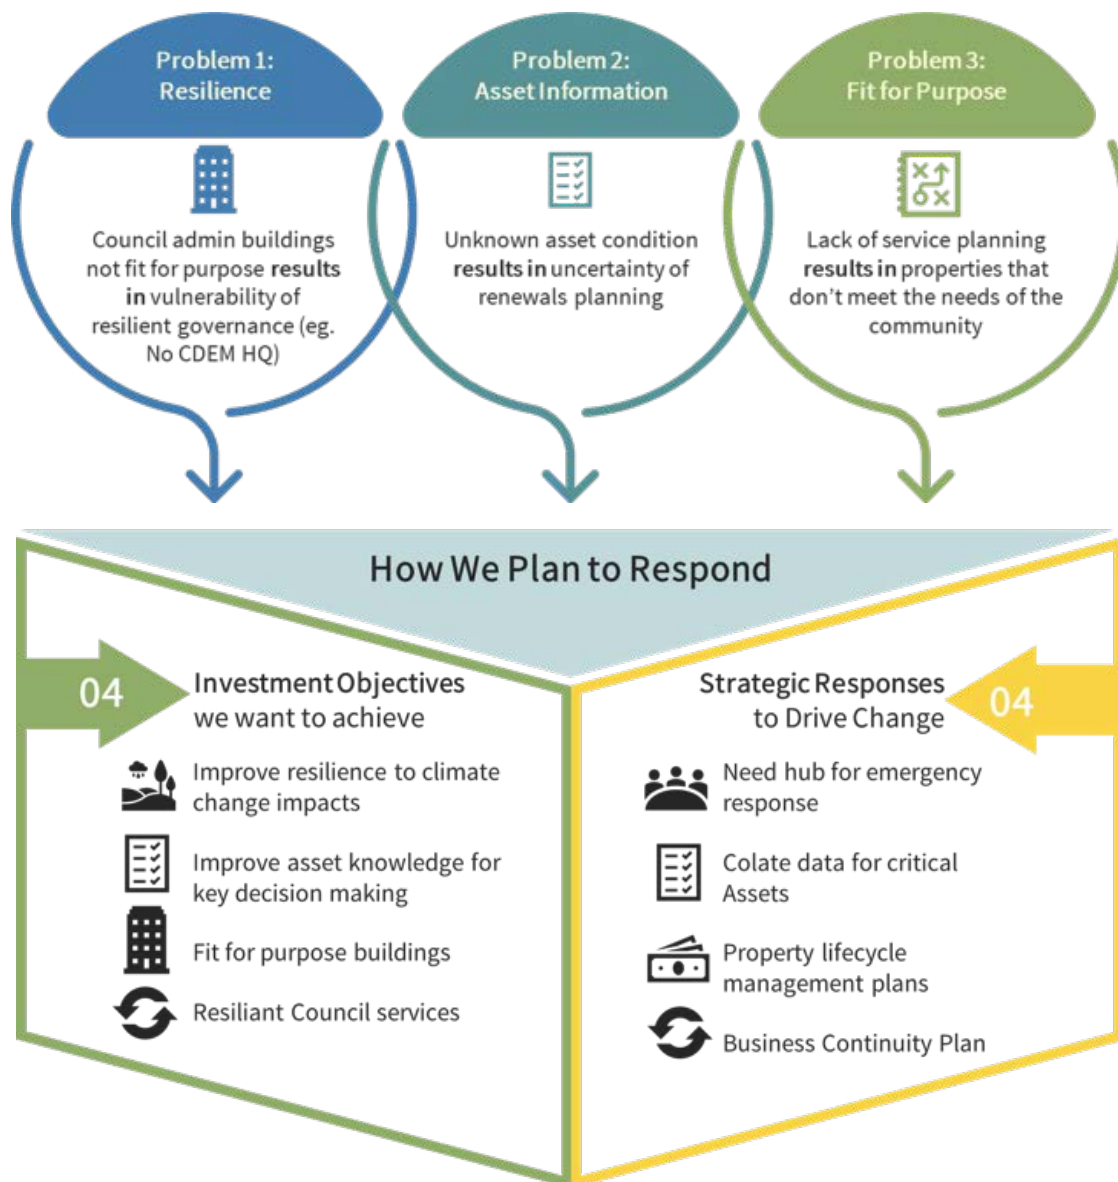 Problem 1:
Resilience
Council admin buildings
not fit for purpose results
in vulnerability of
resilient governance (eg.
No CDEM HQ)
Problem 2:
Asset Information
Unknown asset condition
results in uncertainty of
renewals planning
Problem 3:
Fit for Purpose
Lack of service planning
results in properties that
don’t meet the needs of the
community
How We Plan to Respond
04
Investment Objectives
we want to achieve
Improve resilience to climate
change impacts
Improve asset knowledge for
key decision making
Fit for purpose buildings
Resiliant Council services
Strategic Responses
to Drive Change
04
Need hub for emergency
response
Colate data for critical
Assets
Property lifecycle
management plans
Business Continuity Plan